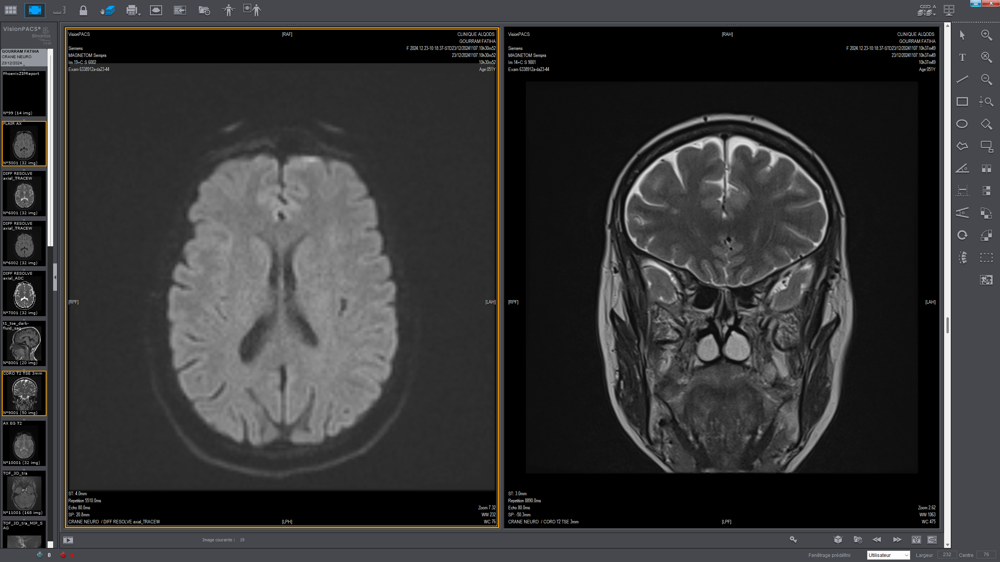 VisionPACS®
Binarios
GOURRAM FATIHA
CRANE NEURO
23/12/2024
PhoenixZIPReport
N°99 (14 img)
FLAIR AX
N°5001 (32 img)
DIFF RESOLVE
axial_TRACEW
N°6001 (32 img)
DIFF RESOLVE
axial_TRACEW
N°6002 (32 img)
DIFF RESOLVE
axial_ADC
N°7001 (32 img)
t1_tse_dark-
fluid_sag
N°8001 (20 img)
CORO T2 TSE 3mm
N°9001 (50 img)
AX EG T2
N°10001 (32 img)
TOF_3D_tra
N°11001 (168 img)
TOF_3D_tra_MIP_S
AG
VisionPACS
[RAF]
CLINIQUE ALQODS
GOURRAM FATIHA
Siemens
F 2024.12.23-10:18:37-STD23/12/20241107.10h30m52
MAGNETOM Sempra
23/12/20241107.10h30m52
Im 19+C S 6002
10h30m52
Exam 6338912a-da23-44
Age:051Y
[RPF]
[LAH]
ST: 4.0mm
Repetition 5510.0ms
Echo 80.0ms
Zoom 7.32
SP: 20.8mm
WW 232
CRANE NEURO / DIFF RESOLVE axial_TRACEW
[LPH]
WC 76
VisionPACS
[RAH]
CLINIQUE ALQODS
GOURRAM FATIHA
Siemens
F 2024.12.23-10:18:37-STD23/12/20241107.10h37m49
MAGNETOM Sempra
23/12/20241107.10h37m49
Im 14+C S 9001
10h37m49
Exam 6338912a-da23-44
Age:051Y
[RPF]
[LAH]
ST: 3.0mm
Repetition 8890.0ms
Echo 80.0ms
Zoom 2.62
SP: -50.3mm
WW 1063
CRANE NEURO / CORO T2 TSE 3mm
[LPF]
WC 475
Image courante : 19
0
0
Fenêtrage prédéfini
Utilisateur
Largeur
232
Centre
76